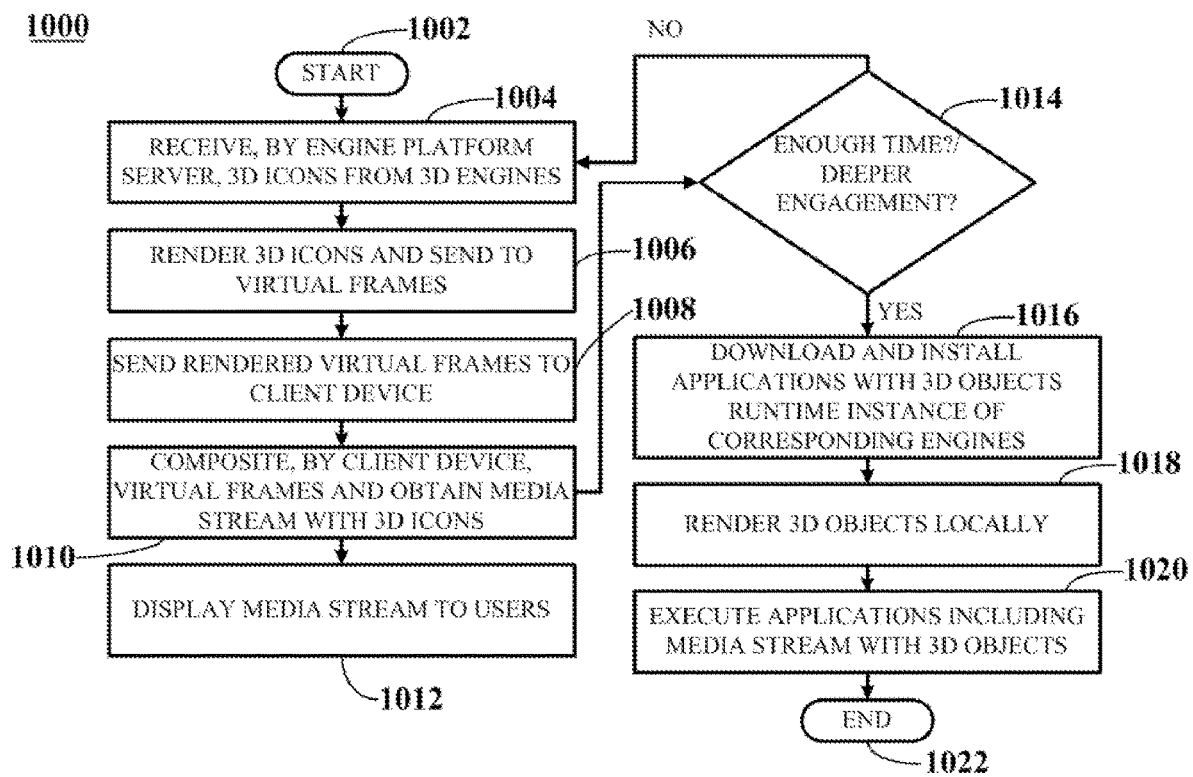 1000
1002
START
1004
RECEIVE, BY ENGINE PLATFORM
SERVER, 3D ICONS FROM 3D ENGINES
RENDER 3D ICONS AND SEND TO
VIRTUAL FRAMES
1006
SEND RENDERED VIRTUAL FRAMES TO
CLIENT DEVICE
1008
COMPOSITE, BY CLIENT DEVICE,
VIRTUAL FRAMES AND OBTAIN MEDIA
STREAM WITH 3D ICONS
1010
DISPLAY MEDIA STREAM TO USERS
1012
NO
1014
ENOUGH TIME?/
DEEPER
ENGAGEMENT?
YES
1016
DOWNLOAD AND INSTALL
APPLICATIONS WITH 3D OBJECTS
RUNTIME INSTANCE OF
CORRESPONDING ENGINES
1018
RENDER 3D OBJECTS LOCALLY
1020
EXECUTE APPLICATIONS INCLUDING
MEDIA STREAM WITH 3D OBJECTS
END
1022